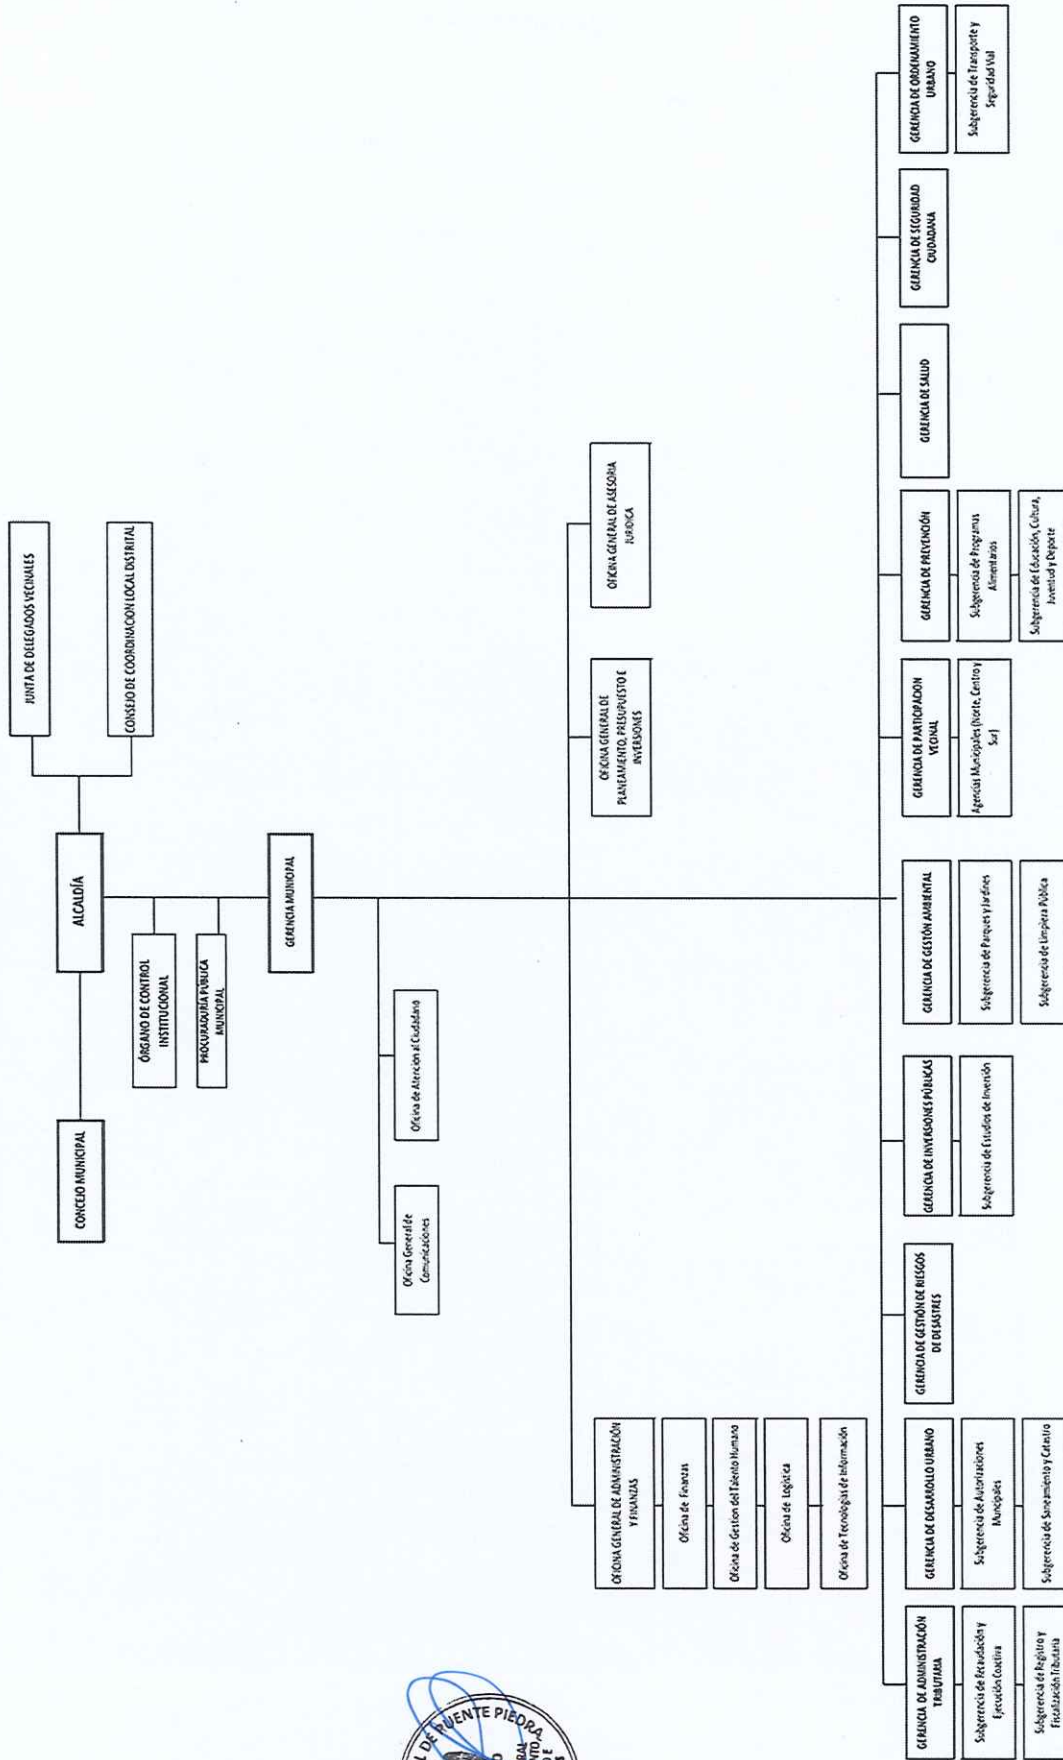 JUNTA DE DELEGADOS VECINALES
CONSEJO DE COORDINACION LOCAL DISTRITAL
ALCALDÍA
CONCEJO MUNICIPAL
ÓRGANO DE CONTROL
INSTITUCIONAL
PROCURADURÍA PÚBLICA
MUNICIPAL
GERENCIA MUNICIPAL
Oficina General de
Comunicaciones
Oficina de Atencion al Ciudadano
OFICINA GENERAL DE ADMINISTRACIÓN
Y FINANZAS
Oficina de Finanzas
Oficina de Gestion del Talento Humano
Oficina de Logística
Oficina de Tecnologías de Información
OFICINA GENERAL DE
PLANEAMIENTO, PRESUPUESTO E
INVERSIONES
OFICINA GENERAL DE ASESORIA
JURIDICA
GERENCIA DE ADMINISTRACIÓN
TRIBUTARIA
Subgerencia de Recaudación y
Ejecución Coactiva
Subgerencia de Registro y
Fiscalización Tributaria
GERENCIA DE DESARROLLO URBANO
Subgerencia de Autorizaciones
Municipales
Subgerencia de Saneamiento y Catastro
GERENCIA DE GESTIÓN DE RIESGOS
DE DESASTRES
GERENCIA DE INVERSIONES PÚBLICAS
Subgerencia de Estudios de Inversión
GERENCIA DE GESTIÓN AMBIENTAL
Subgerencia de Parques y Jardines
Subgerencia de Limpieza Pública
GERENCIA DE PARTICIPACION
VECINAL
Agencias Municipales (Norte, Centro y
Sur)
GERENCIA DE PREVENCIÓN
Subgerencia de Programas
Alimentarios
Subgerencia de Educación, Cultura,
Juventud y Deporte
GERENCIA DE SALUD
GERENCIA DE SEGURIDAD
CIUDADANA
GERENCIA DE ORDENAMIENTO
URBANO
Subgerencia de Transporte y
Seguridad Vial
DE PUENTE PIEDRA